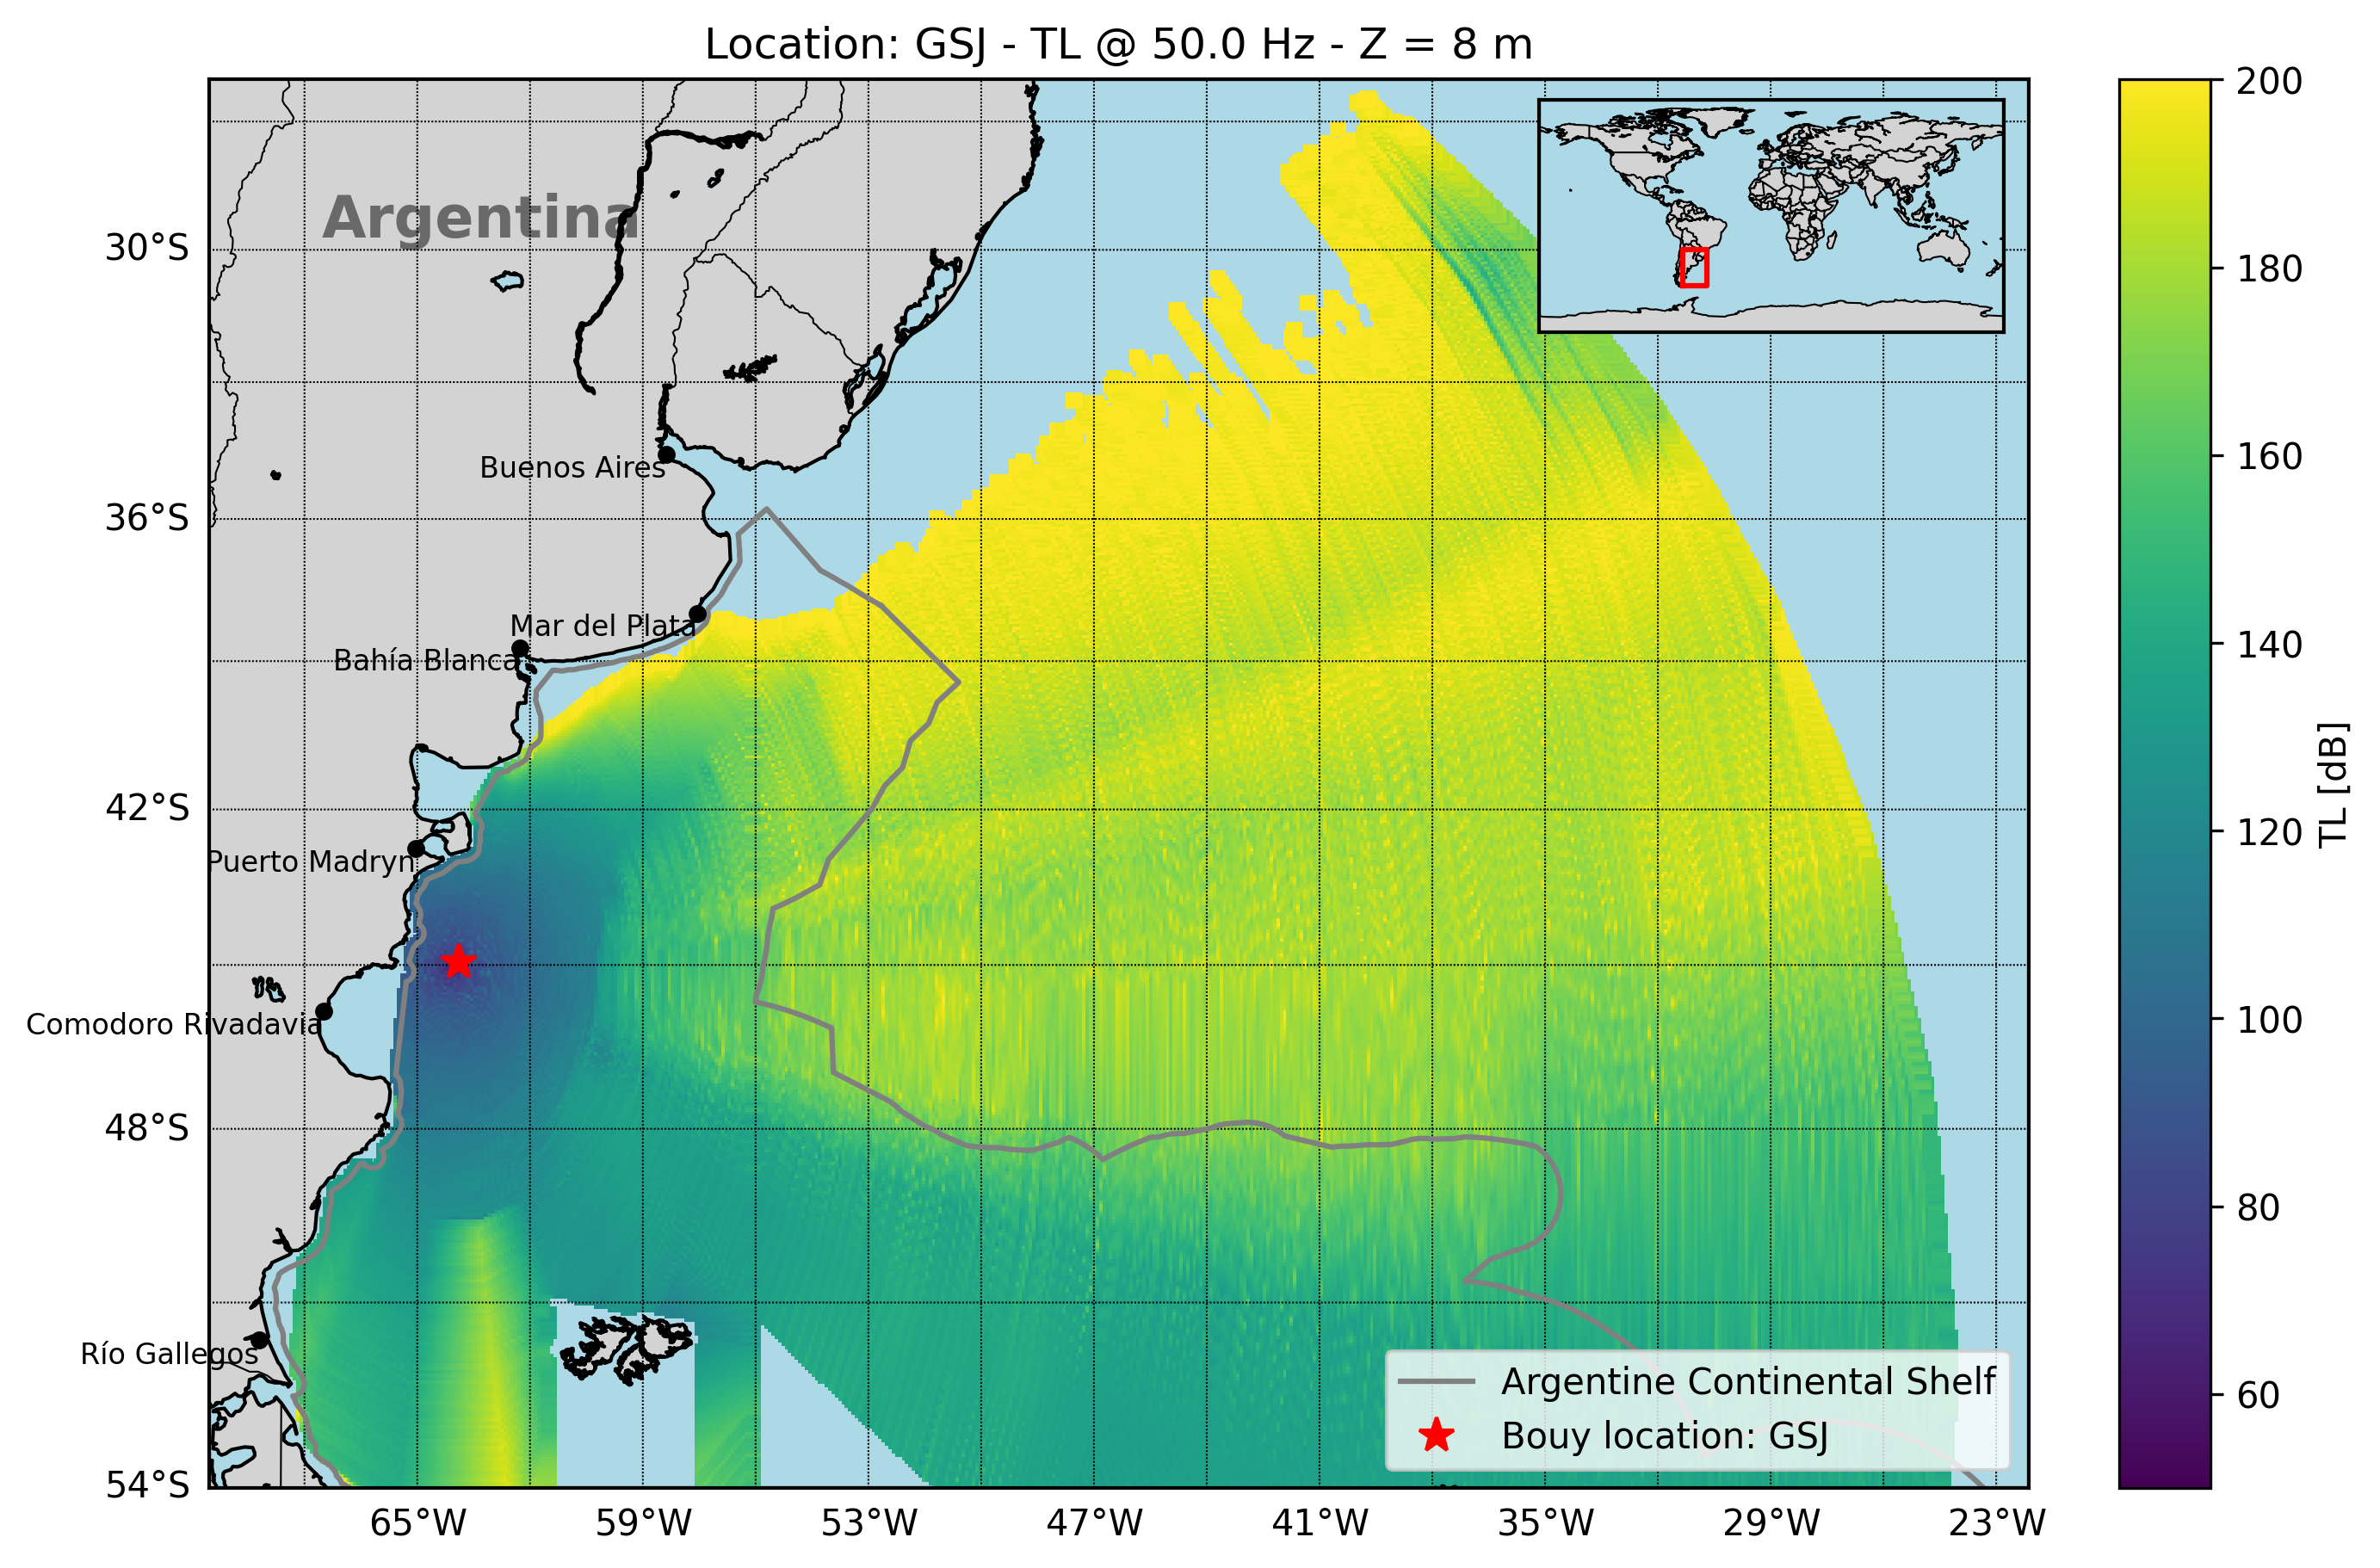 Location: GSJ - TL @ 50.0 Hz - Z = 8 m
Argentina
30°S
36°S
42°S
48°S
54°S
Buenos Aires
Mar del Plata
Bahía Blanca
Puerto Madryn
Comodoro Rivadavia
Río Gallegos
65°W
59°W
53°W
47°W
41°W
35°W
29°W
23°W
Argentine Continental Shelf
Bouy location: GSJ
200
180
160
140
120
100
80
60
TL [dB]